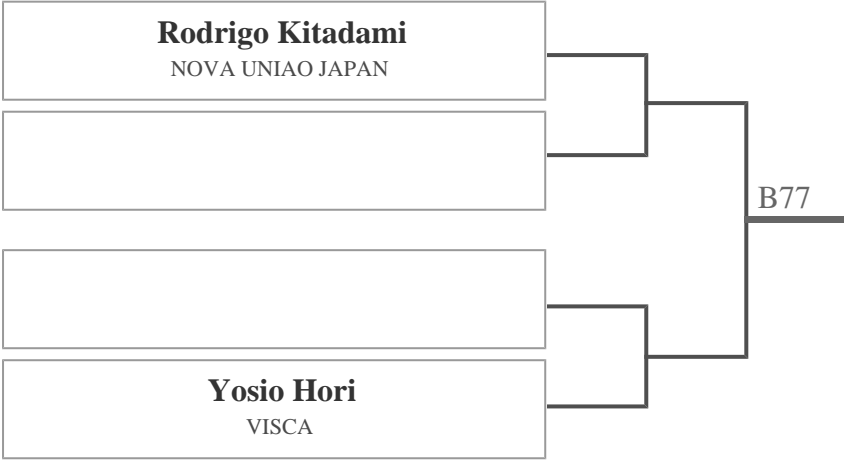 Rodrigo Kitadami
NOVA UNIAO JAPAN
B77
Yosio Hori
VISCA